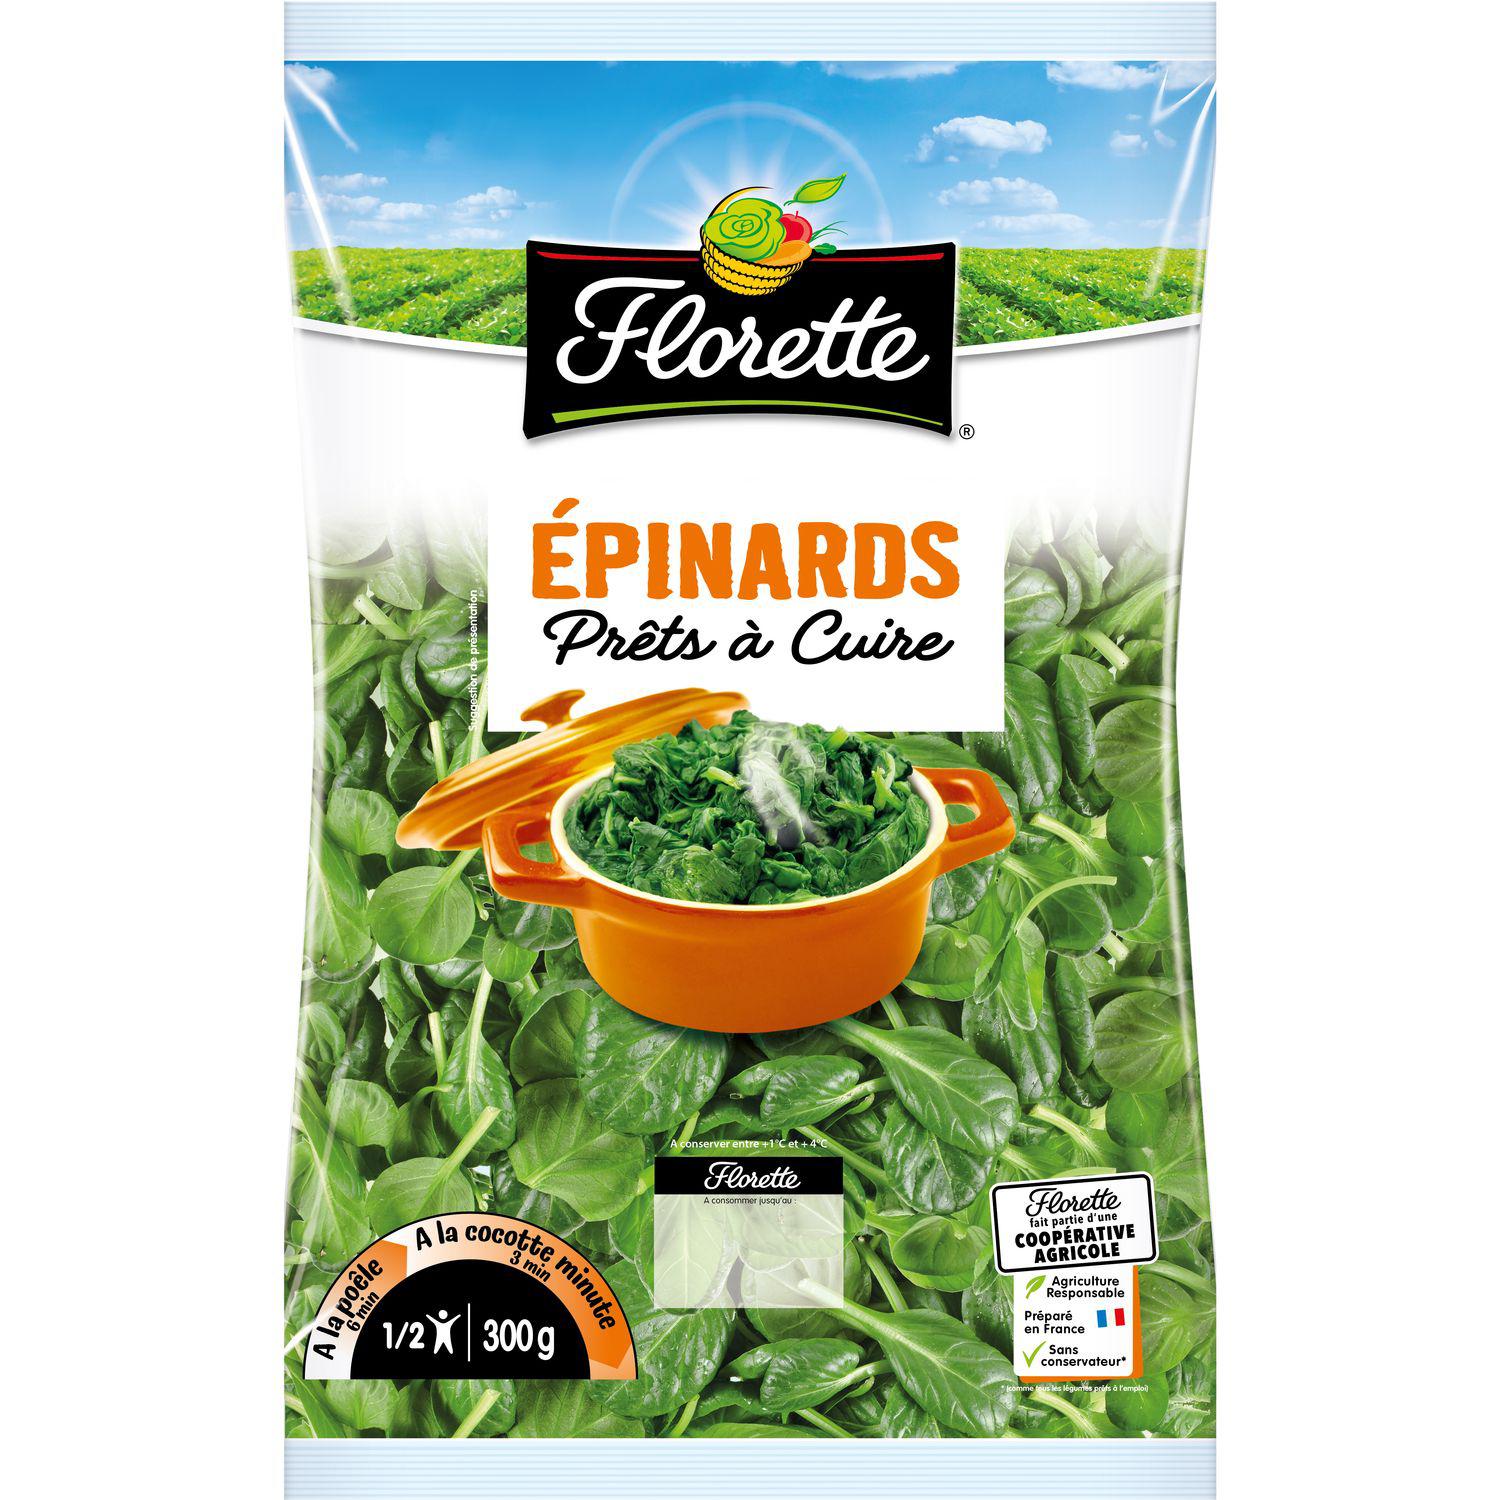 Florette
®
ÉPINARDS
Prêts à Cuire
Suggestion de présentation
A conserver entre +1°C et +4°C
Florette
A consommer jusqu'au :
A la poêle
6 min
A la cocotte minute
3 min
1/2 300g
Florette
fait partie d'une
COOPÉRATIVE
AGRICOLE
Agriculture
Responsable
Préparé
en France
Sans
conservateur*
*(comme tous les légumes prêts à l'emploi)